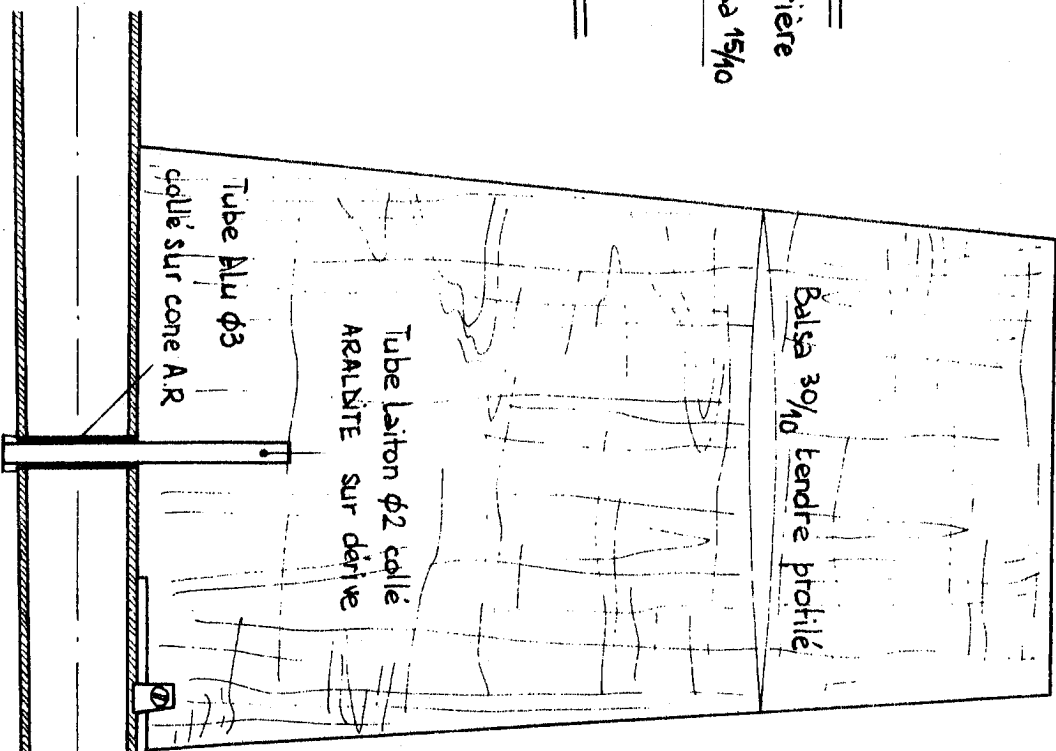 Balsa 30/10 tendre profilé
Tube Laiton ϕ2 collé
ARALDITE sur dérive
Tube Alu ϕ3
collé sur cone A.R
15/10